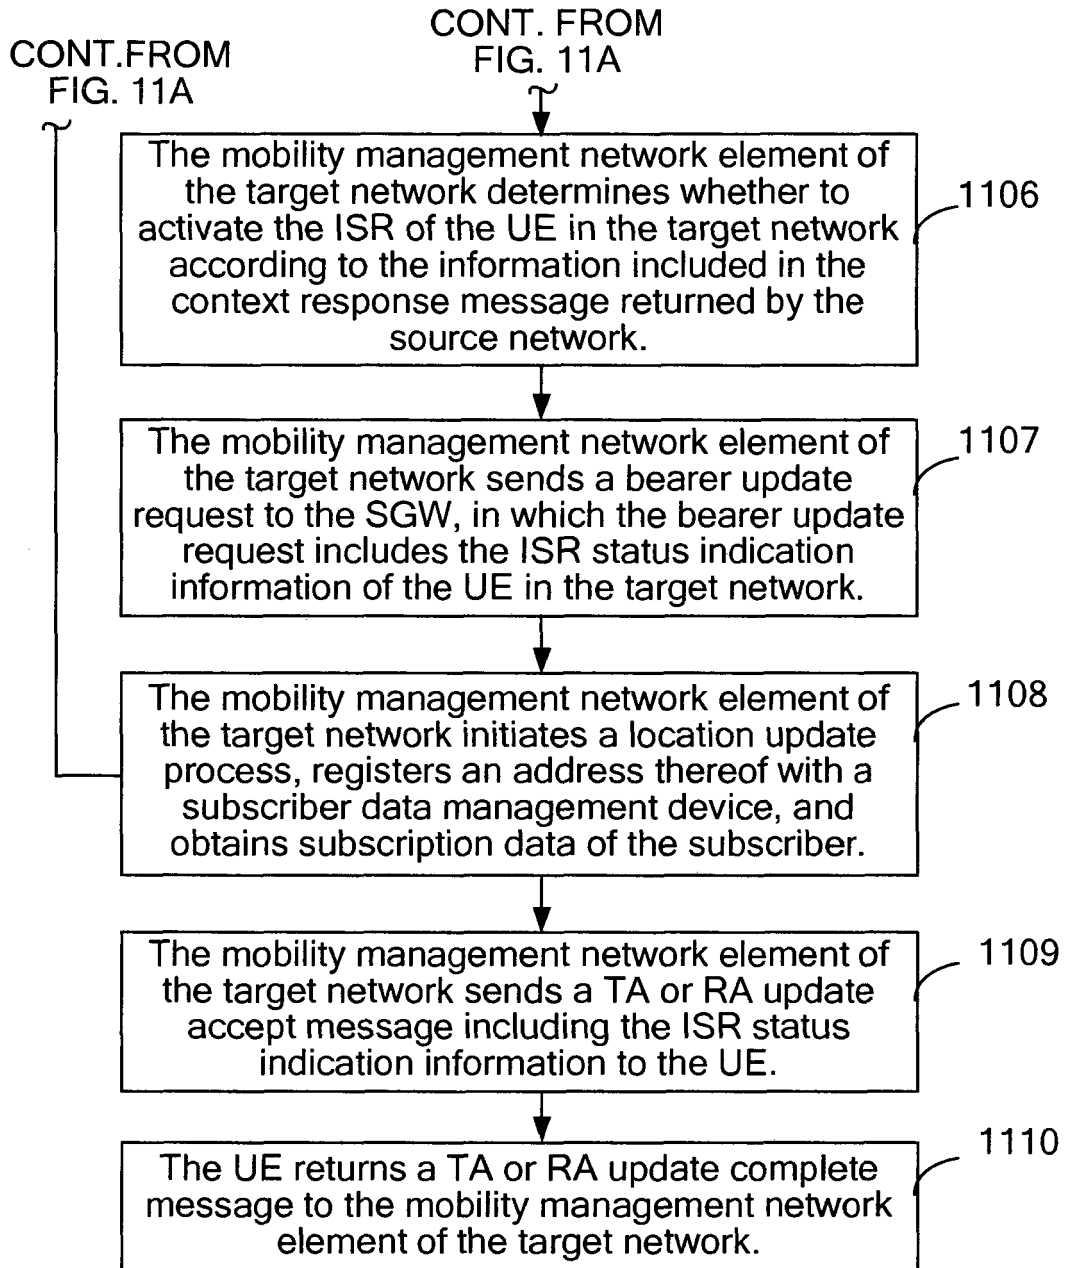 CONT. FROM
FIG. 11A
CONT.FROM
FIG. 11A
The mobility management network element of
the target network determines whether to
activate the ISR of the UE in the target network
according to the information included in the
context response message returned by the
source network.
1106
The mobility management network element of
the target network sends a bearer update
request to the SGW, in which the bearer update
request includes the ISR status indication
information of the UE in the target network.
1107
The mobility management network element of
the target network initiates a location update
process, registers an address thereof with a
subscriber data management device, and
obtains subscription data of the subscriber.
1108
The mobility management network element of
the target network sends a TA or RA update
accept message including the ISR status
indication information to the UE.
1109
The UE returns a TA or RA update complete
message to the mobility management network
element of the target network.
1110